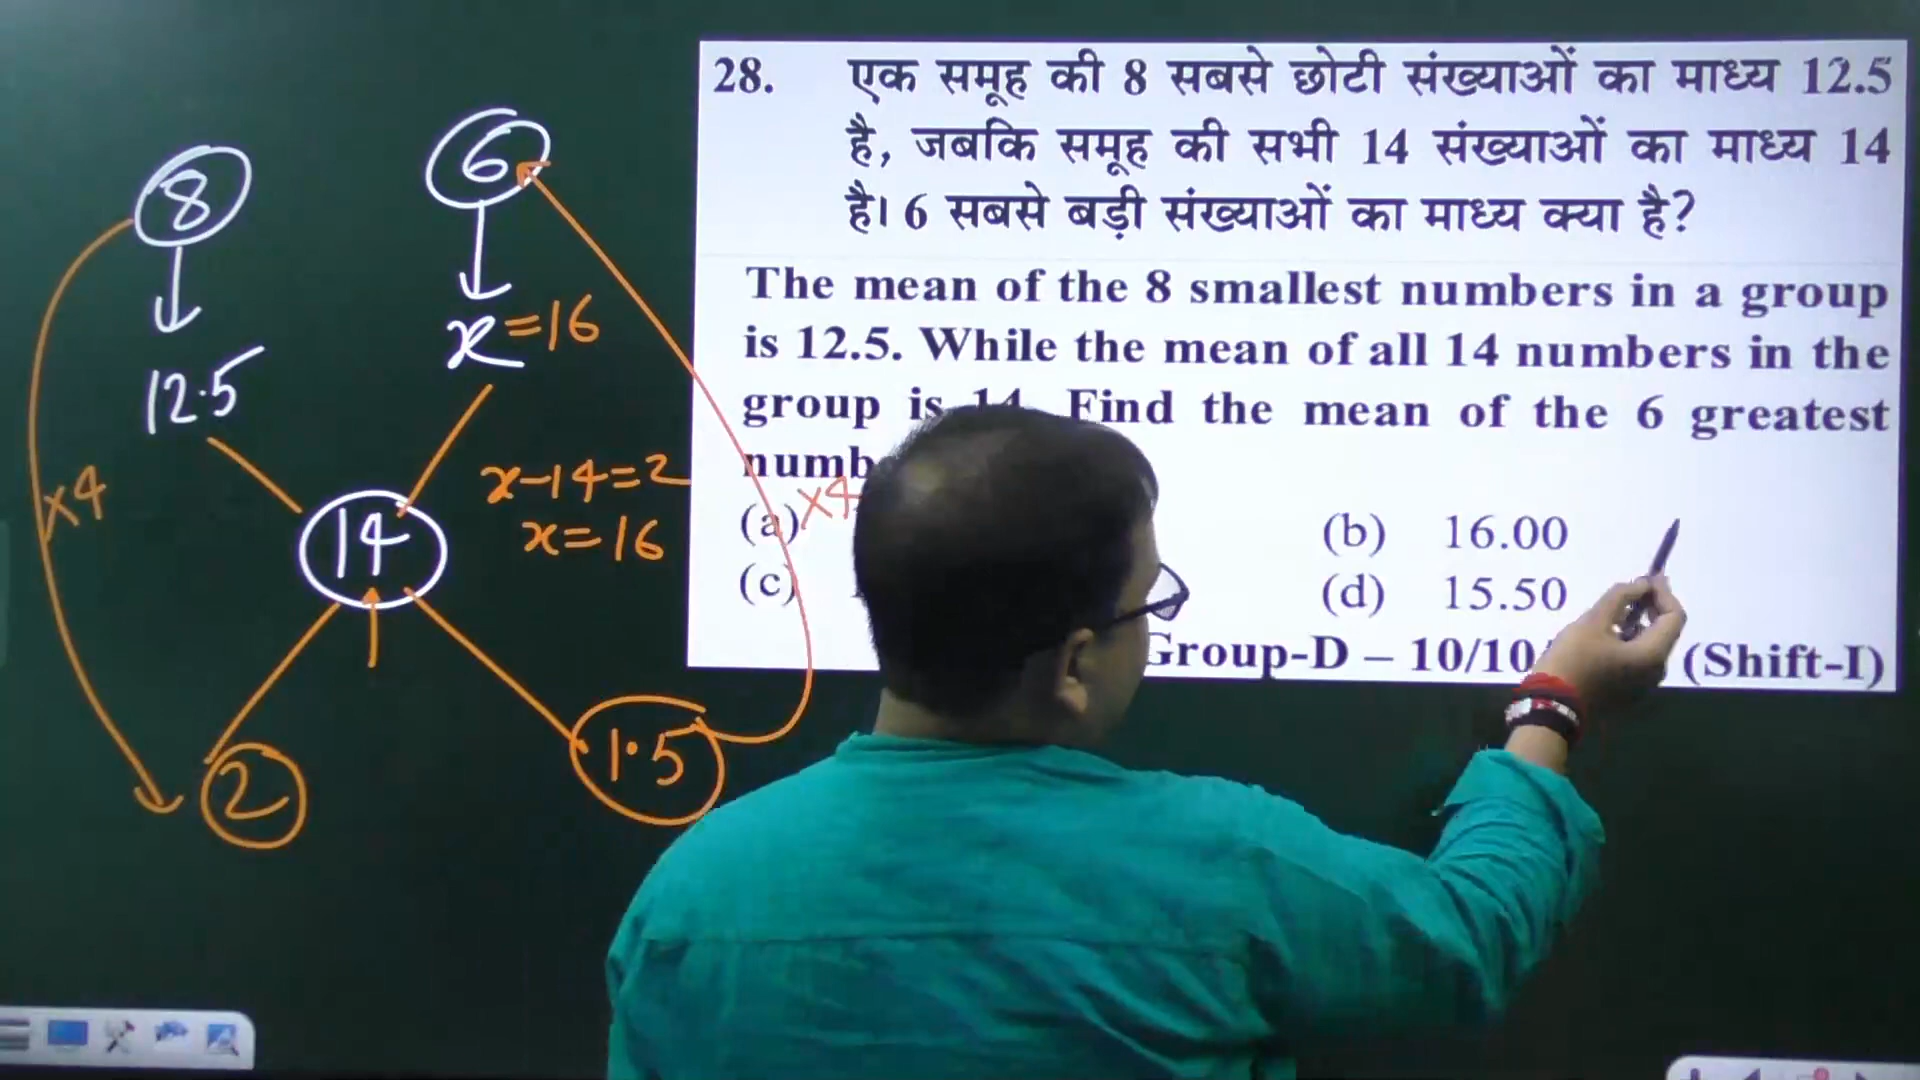 8
12.5
×4
6
x=16
x-14=2
x=16
14
2
1.5
×4
28. एक समूह की 8 सबसे छोटी संख्याओं का माध्य 12.5
है, जबकि समूह की सभी 14 संख्याओं का माध्य 14
है। 6 सबसे बड़ी संख्याओं का माध्य क्या है?
The mean of the 8 smallest numbers in a group
is 12.5. While the mean of all 14 numbers in the
group is 14. Find the mean of the 6 greatest
(a) (b) 16.00
(c) (d) 15.50
Group-D – 10/10 (Shift-I)